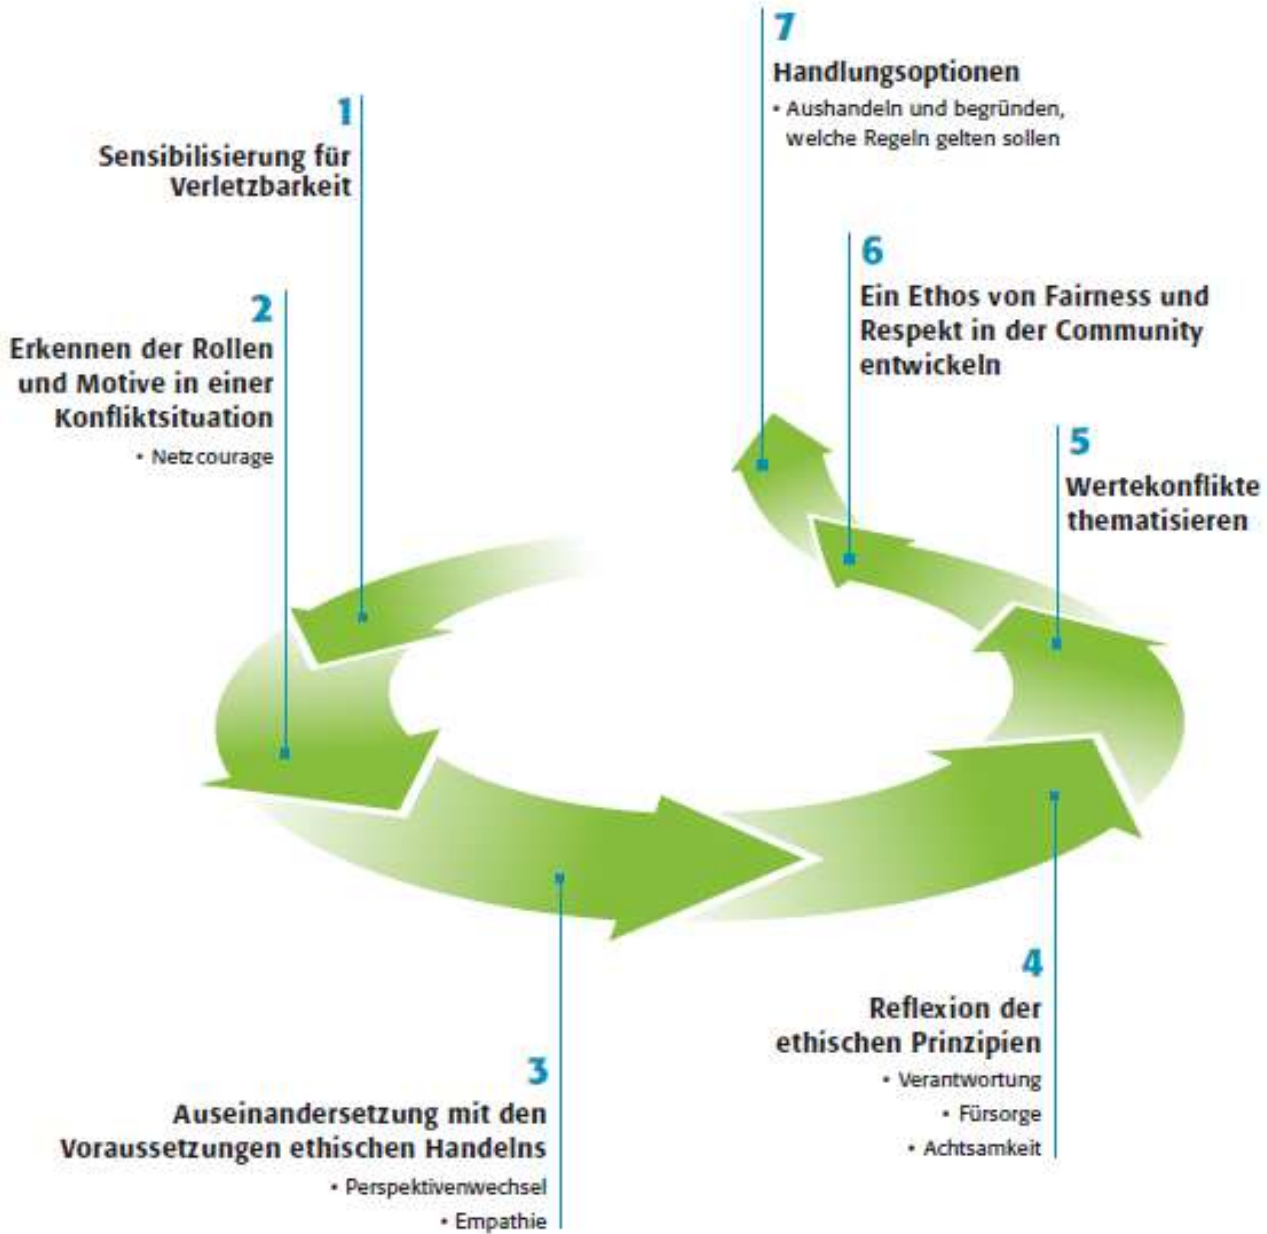 1
Sensibilisierung für
Verletzbarkeit
2
Erkennen der Rollen
und Motive in einer
Konfliktsituation
• Netzcourage
3
Auseinandersetzung mit den
Voraussetzungen ethischen Handelns
• Perspektivenwechsel
• Empathie
4
Reflexion der
ethischen Prinzipien
• Verantwortung
• Fürsorge
• Achtsamkeit
5
Wertekonflikte
thematisieren
6
Ein Ethos von Fairness und
Respekt in der Community
entwickeln
7
Handlungsoptionen
• Aushandeln und begründen,
welche Regeln gelten sollen